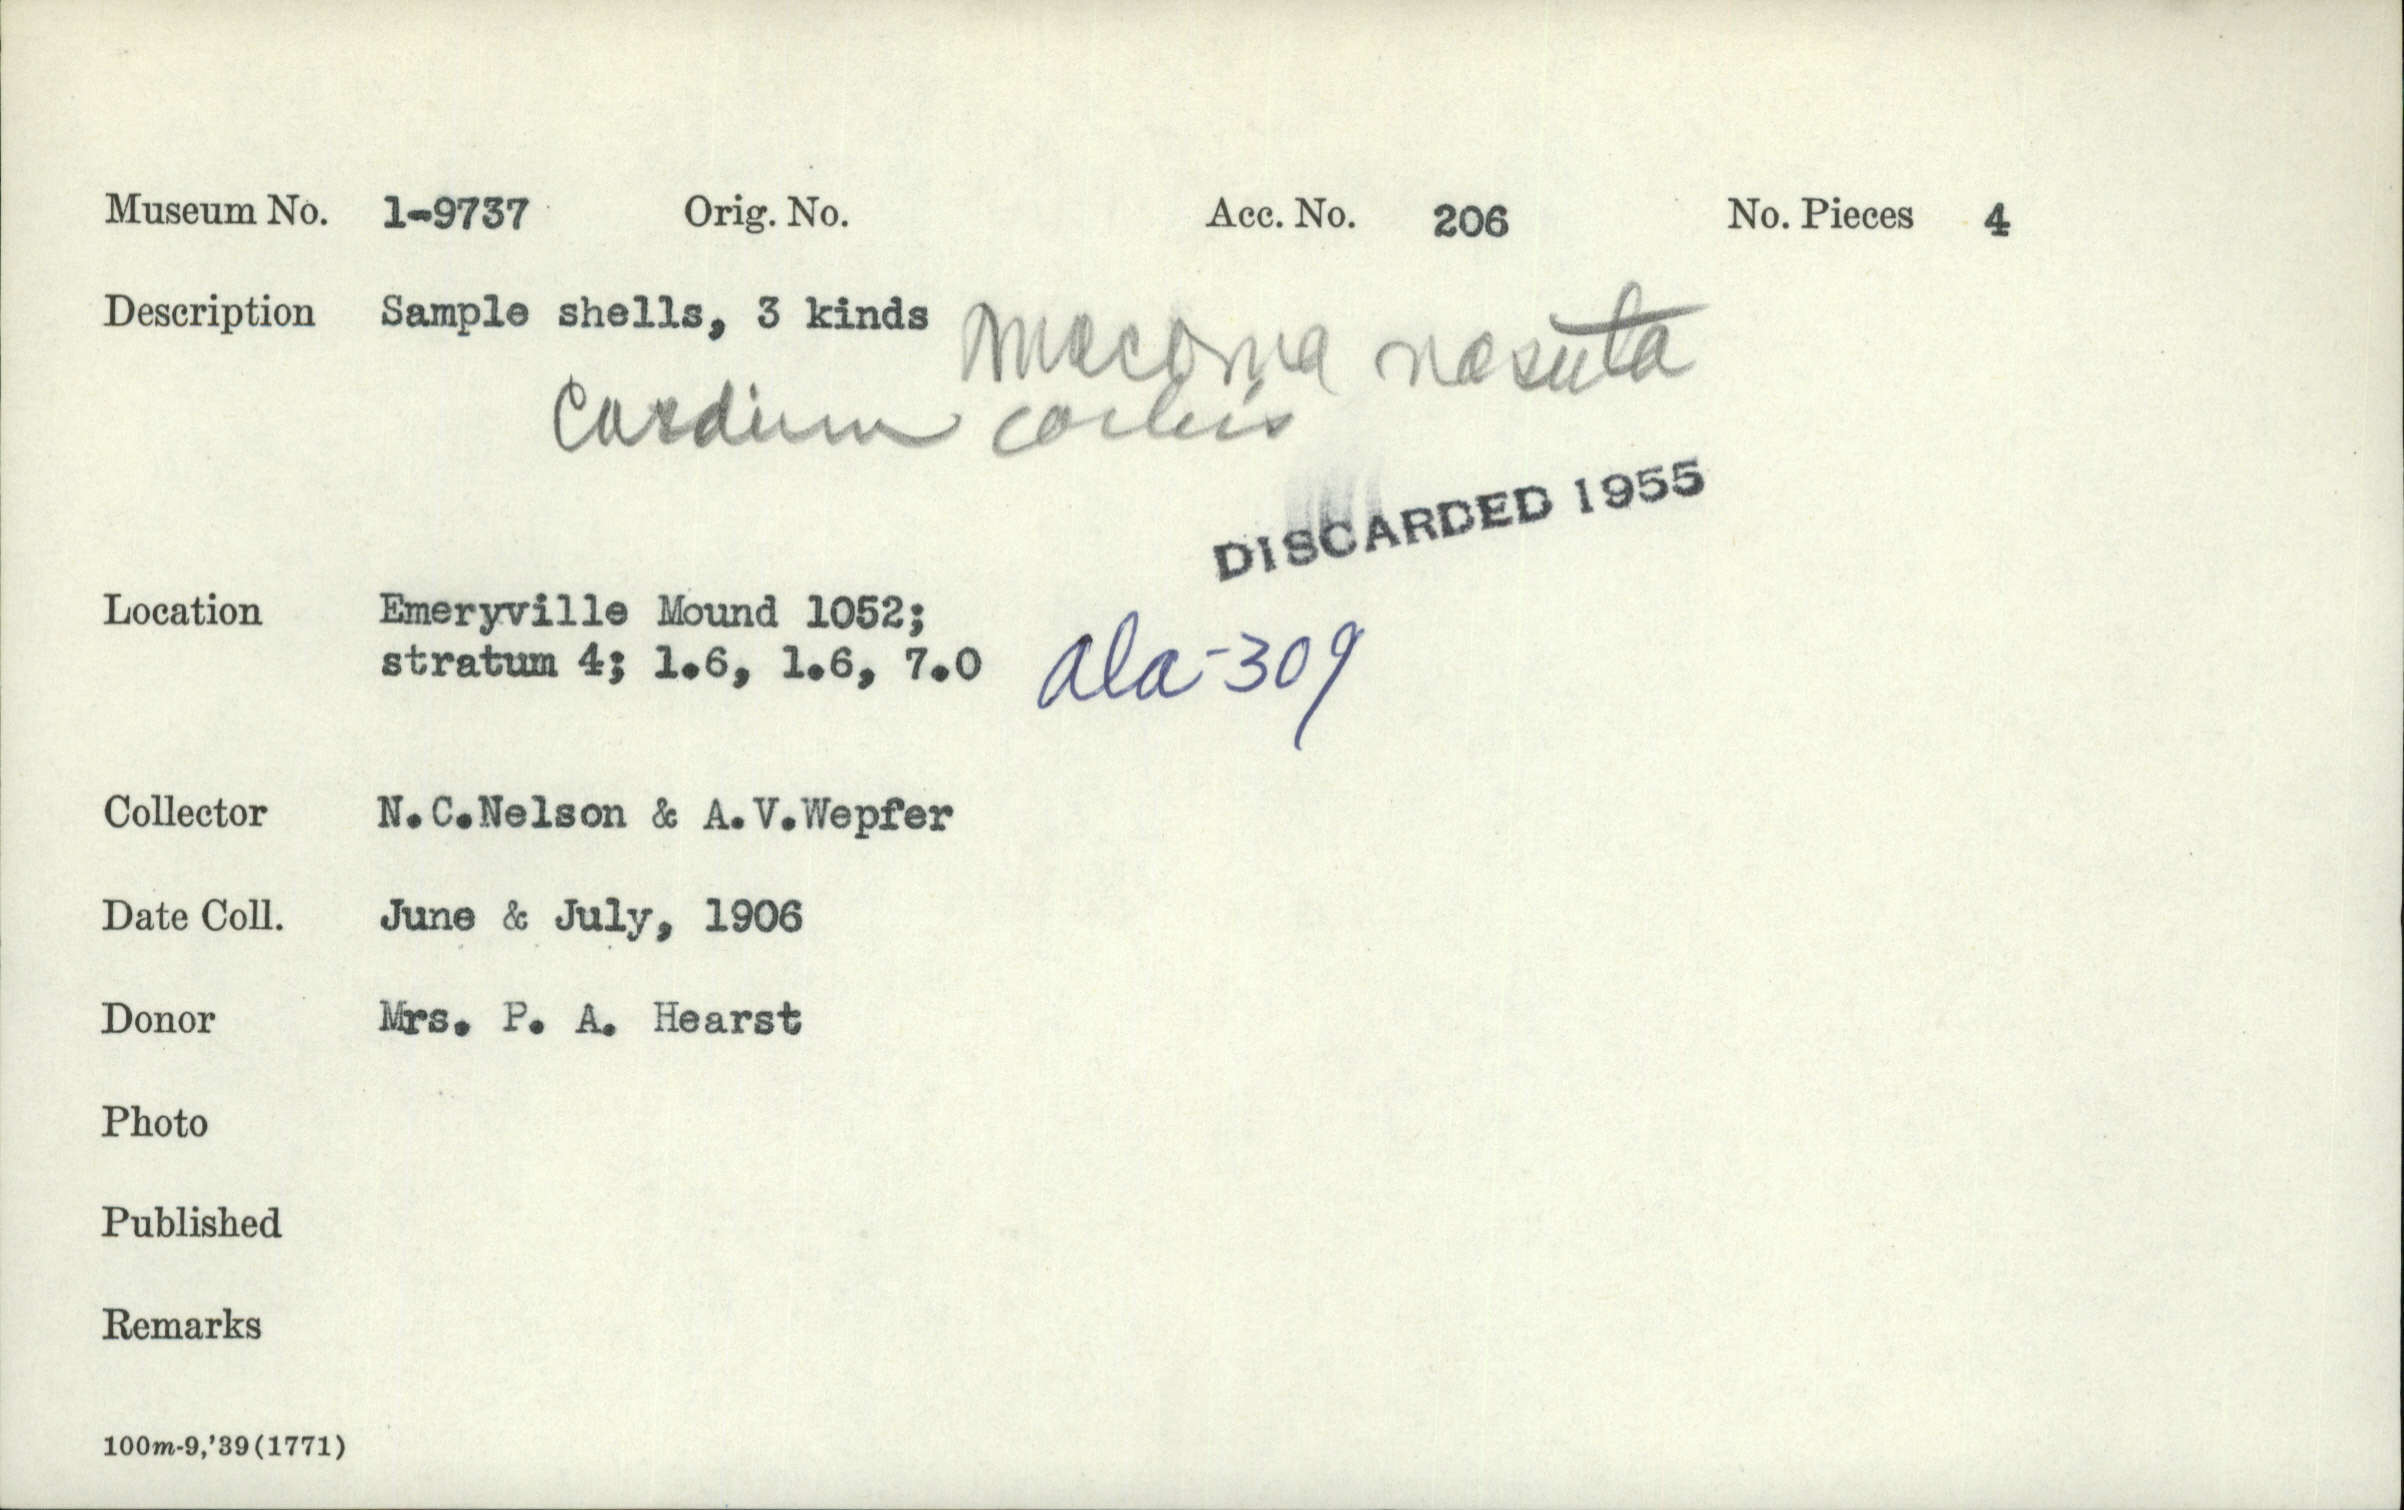 Museum No. 1-9737 Orig. No. Acc. No. 206 No. Pieces 4
Description Sample shells, 3 kinds Macoma nasuta
Cardium corbis
DISCARDED 1955
Location Emeryville Mound 1052;
stratum 4; 1.6, 1.6, 7.0 Ala-309
Collector N.C.Nelson & A.V.Wepfer
Date Coll. June & July, 1906
Donor Mrs. P. A. Hearst
Photo
Published
Remarks
100m-9,'39(1771)